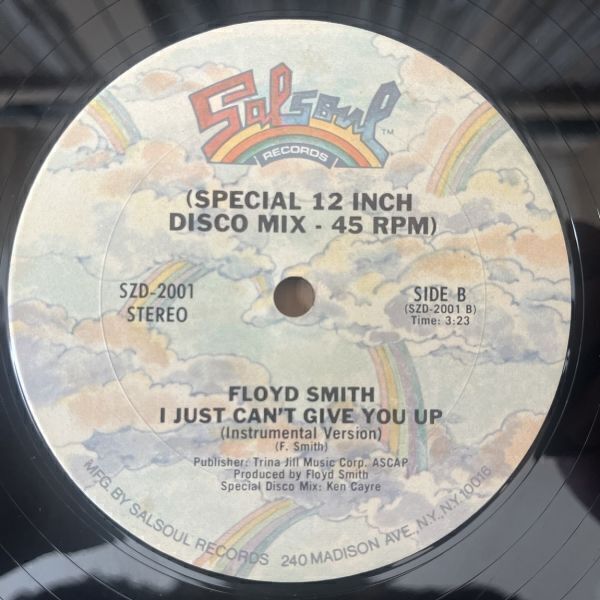 Salsoul TM
RECORDS
(SPECIAL 12 INCH
DISCO MIX - 45 RPM)
SZD-2001
STEREO
SIDE B
(SZD-2001 B)
Time: 3:23
FLOYD SMITH
I JUST CAN'T GIVE YOU UP
(Instrumental Version)
(F. Smith)
Publisher: Trina Jill Music Corp. ASCAP
Produced by Floyd Smith
Special Disco Mix: Ken Cayre
MFG. BY SALSOUL RECORDS 240 MADISON AVE., N.Y., N.Y. 10016